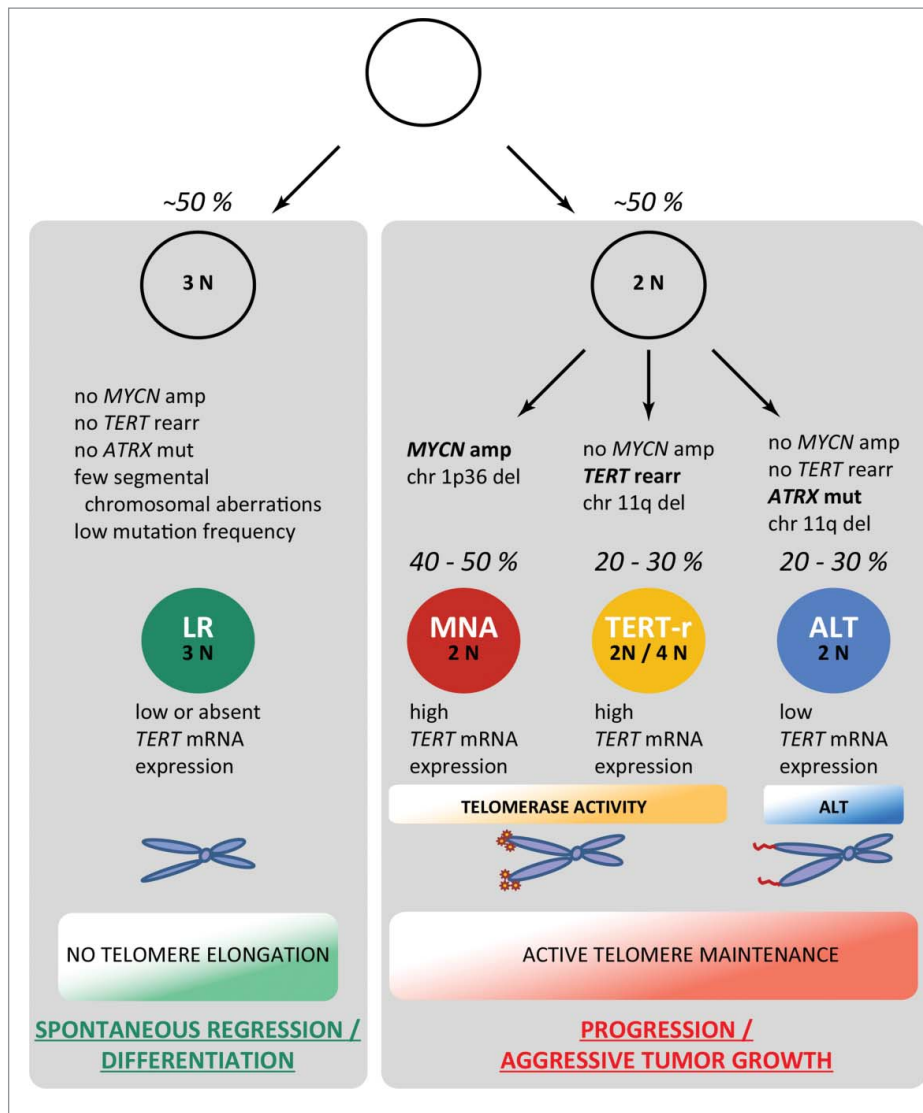 ~50 %
~50 %
3 N
2 N
no MYCN amp
no TERT rearr
no ATRX mut
few segmental
chromosomal aberrations
low mutation frequency
MYCN amp
chr 1p36 del
no MYCN amp
TERT rearr
chr 11q del
no MYCN amp
no TERT rearr
ATRX mut
chr 11q del
40 - 50 %
20 - 30 %
20 - 30 %
LR
3 N
MNA
2 N
TERT-r
2N / 4 N
ALT
2 N
low or absent
TERT mRNA
expression
high
TERT mRNA
expression
high
TERT mRNA
expression
low
TERT mRNA
expression
TELOMERASE ACTIVITY
ALT
NO TELOMERE ELONGATION
ACTIVE TELOMERE MAINTENANCE
SPONTANEOUS REGRESSION /
DIFFERENTIATION
PROGRESSION /
AGGRESSIVE TUMOR GROWTH